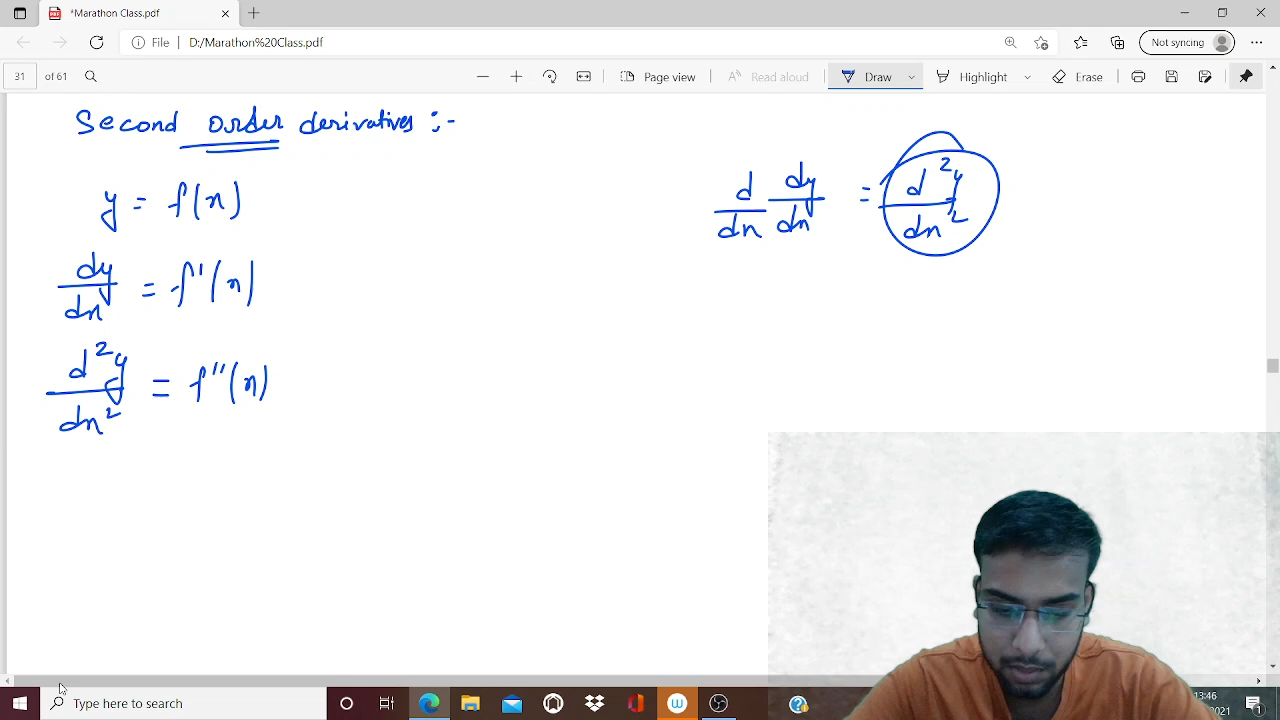 *Marathon Class.pdf
File D:/Marathon%20Class.pdf Not syncing
31 of 61 Page view Read aloud Draw Highlight Erase
Second order derivatives :-
y = f(x)
dy/dx = f'(x)
d²y/dx² = f''(x)
d/dx dy/dx = d²y/dx²
Type here to search
13:46
2021